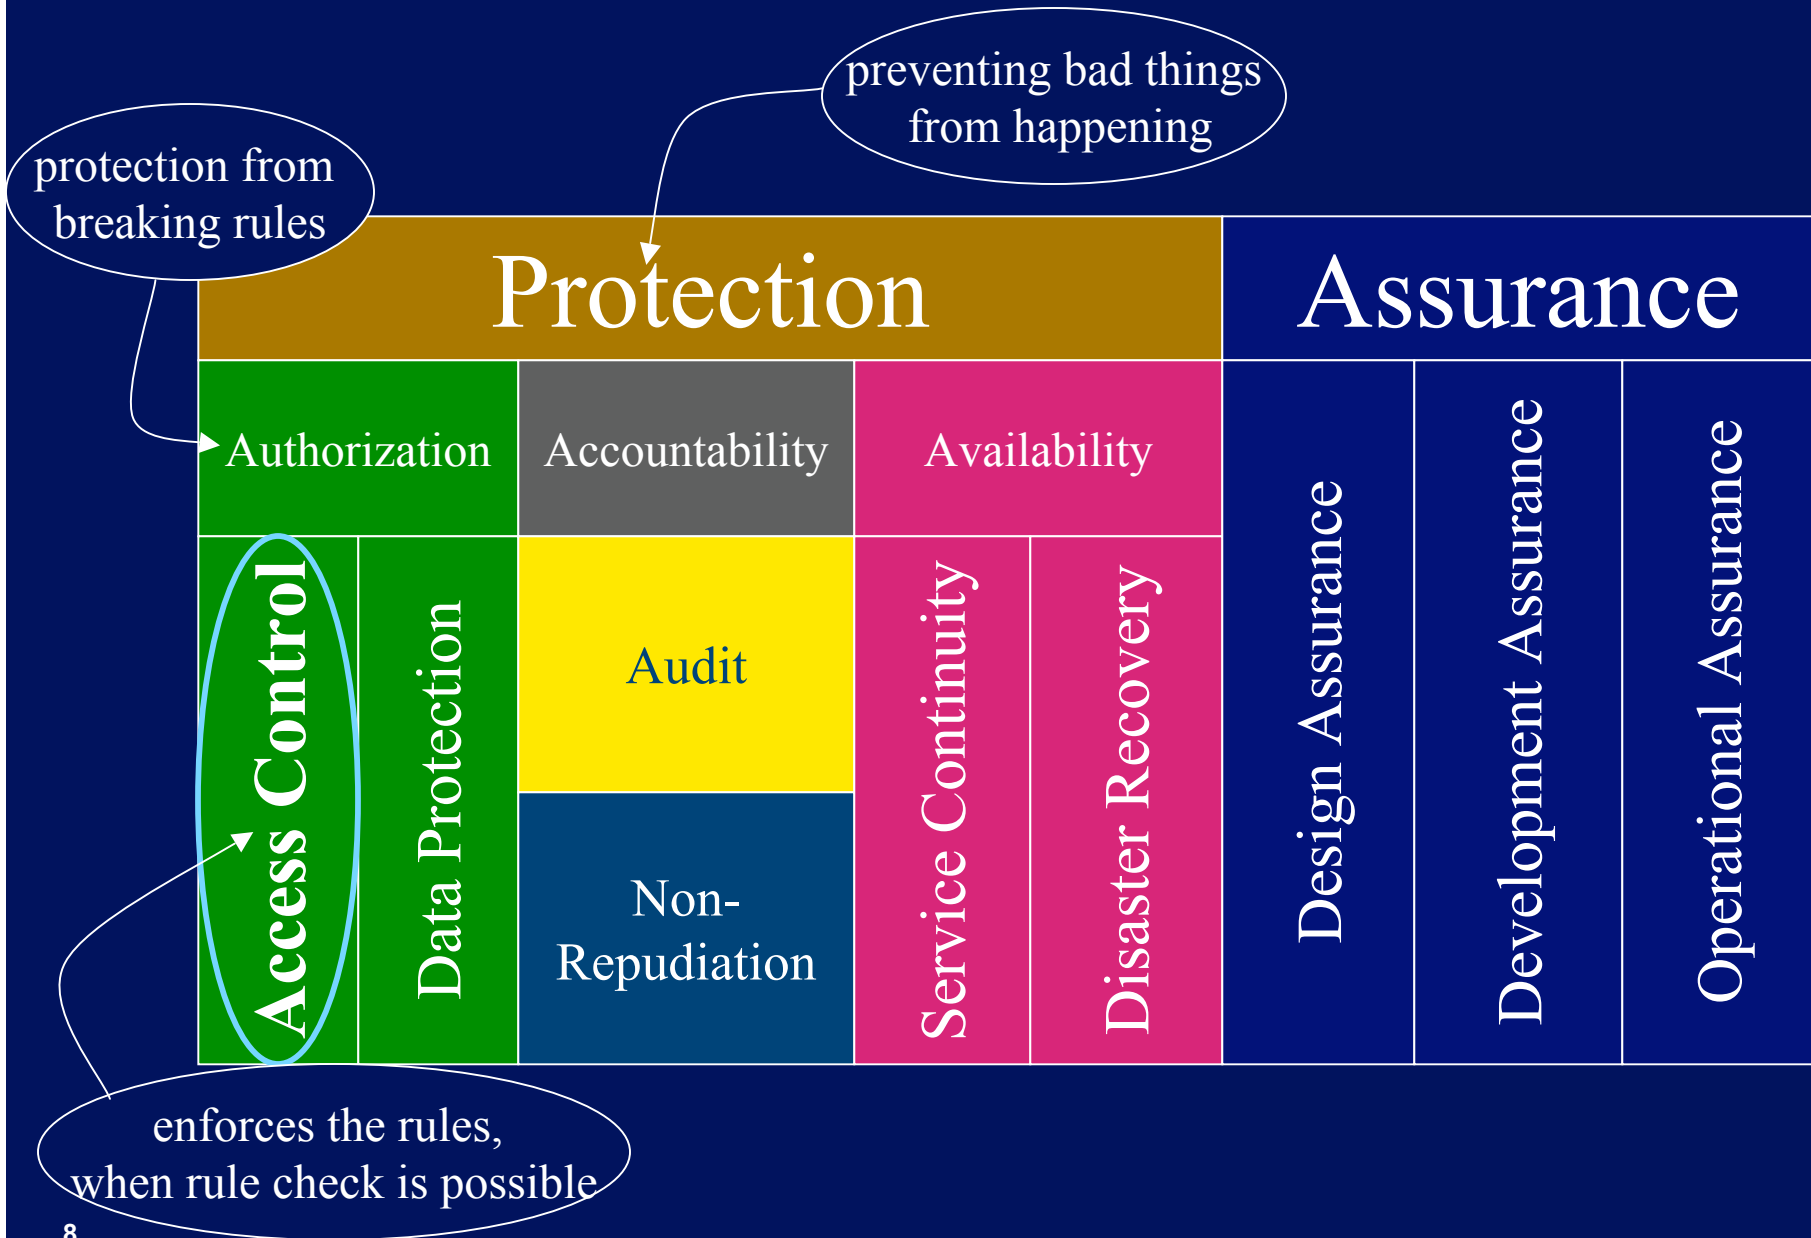 preventing bad things
from happening
protection from
breaking rules
Protection
Assurance
Authorization
Accountability
Availability
Access Control
Data Protection
Audit
Non-
Repudiation
Service Continuity
Disaster Recovery
Design Assurance
Development Assurance
Operational Assurance
enforces the rules,
when rule check is possible
8